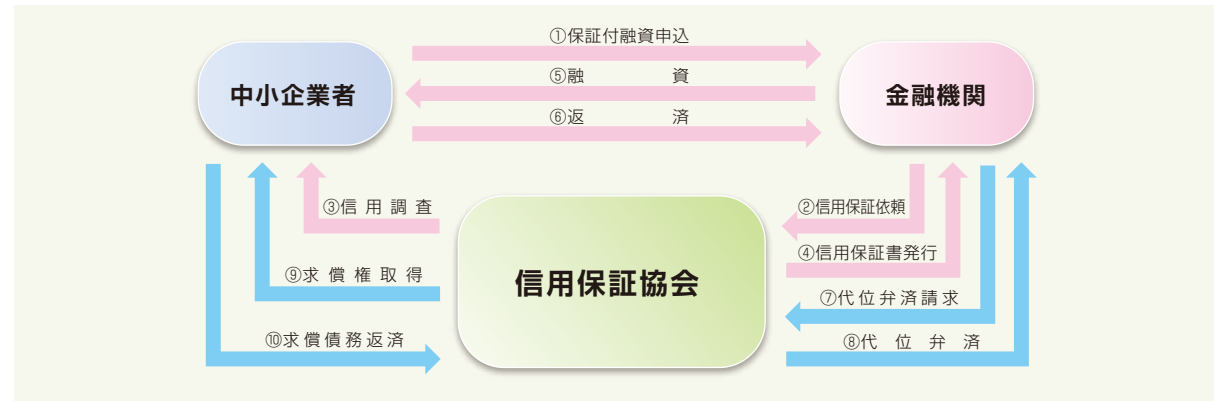 ①保証付融資申込
中小企業者
⑤融資
金融機関
⑥返済
③信用調査
②信用保証依頼
④信用保証書発行
⑨求償権取得
信用保証協会
⑦代位弁済請求
⑩求償債務返済
⑧代位弁済